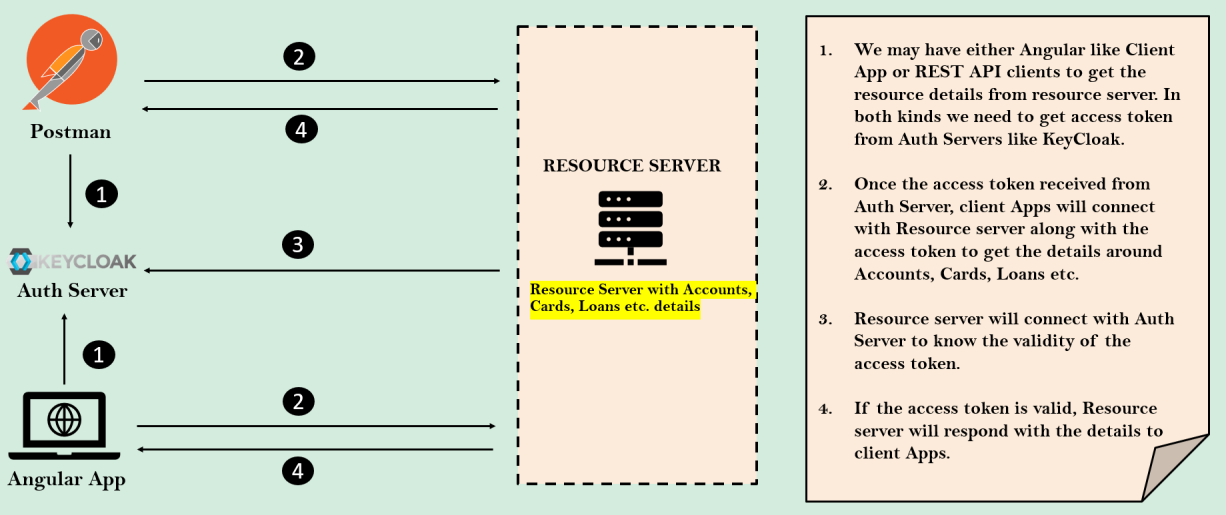 2
4
Postman
1
KEYCLOAK
Auth Server
3
1
2
4
Angular App
RESOURCE SERVER
Resource Server with Accounts,
Cards, Loans etc. details
1. We may have either Angular like Client
App or REST API clients to get the
resource details from resource server. In
both kinds we need to get access token
from Auth Servers like KeyCloak.
2. Once the access token received from
Auth Server, client Apps will connect
with Resource server along with the
access token to get the details around
Accounts, Cards, Loans etc.
3. Resource server will connect with Auth
Server to know the validity of the
access token.
4. If the access token is valid, Resource
server will respond with the details to
client Apps.